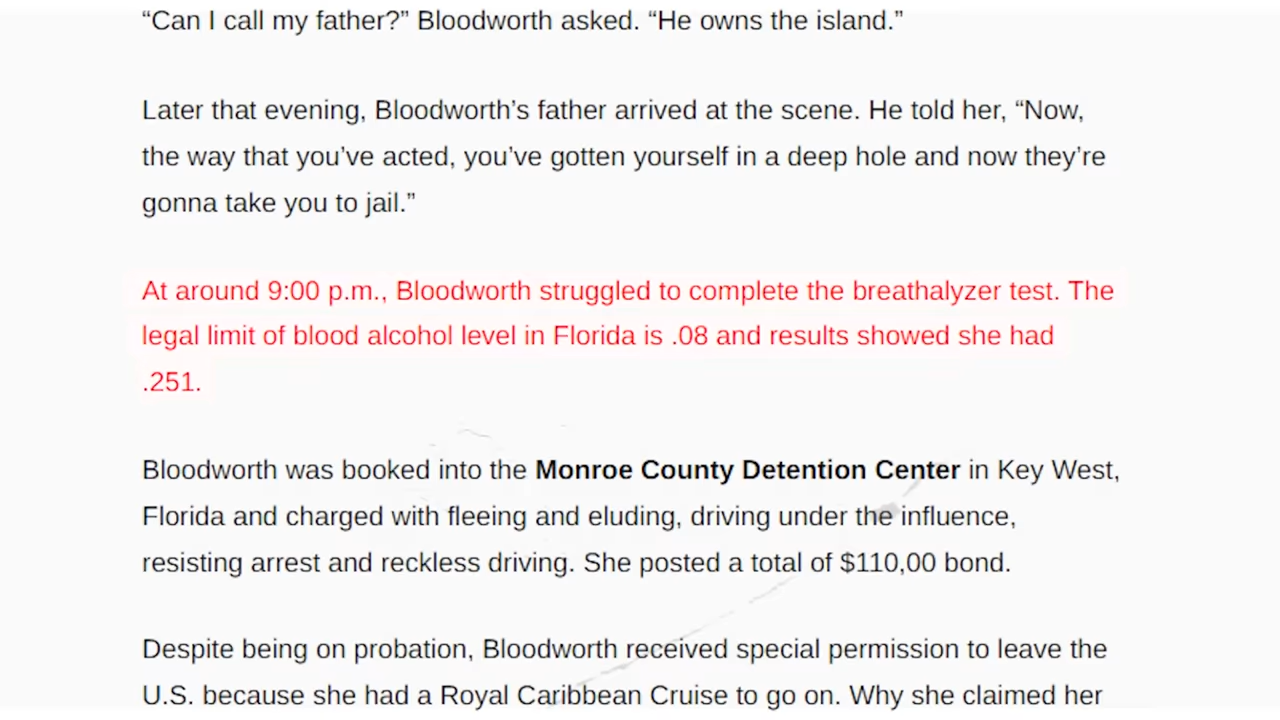 “Can I call my father?” Bloodworth asked. “He owns the island.”
Later that evening, Bloodworth’s father arrived at the scene. He told her, “Now,
the way that you’ve acted, you’ve gotten yourself in a deep hole and now they’re
gonna take you to jail.”
At around 9:00 p.m., Bloodworth struggled to complete the breathalyzer test. The
legal limit of blood alcohol level in Florida is .08 and results showed she had
.251.
Bloodworth was booked into the Monroe County Detention Center in Key West,
Florida and charged with fleeing and eluding, driving under the influence,
resisting arrest and reckless driving. She posted a total of $110,00 bond.
Despite being on probation, Bloodworth received special permission to leave the
U.S. because she had a Royal Caribbean Cruise to go on. Why she claimed her